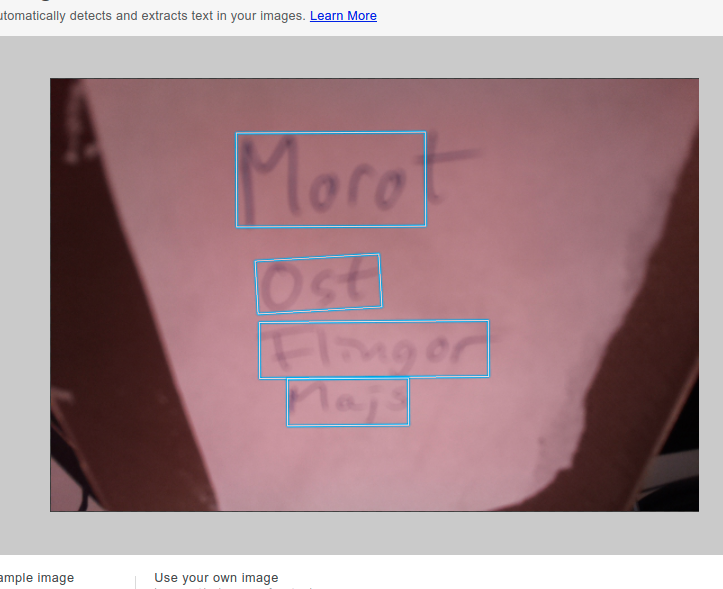 utomatically detects and extracts text in your images. Learn More
Morot
Ost
Flingor
Majs
ample image
Use your own image